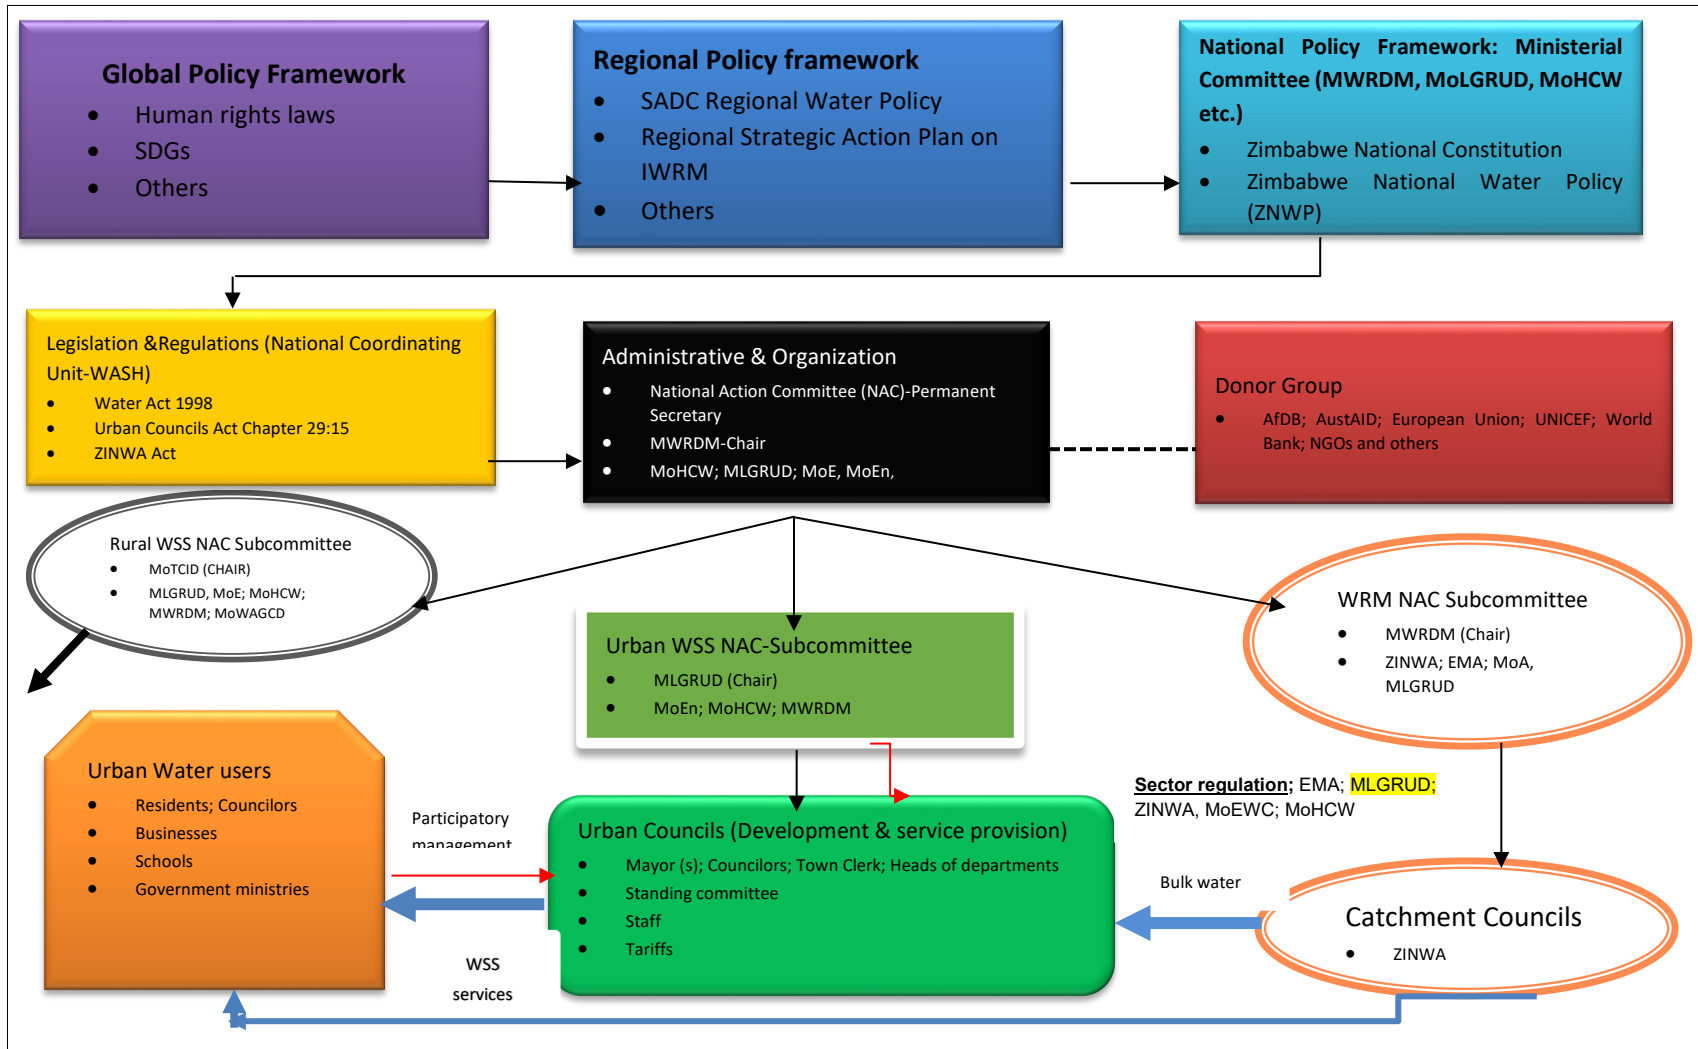 Global Policy Framework
• Human rights laws
• SDGs
• Others
Regional Policy framework
• SADC Regional Water Policy
• Regional Strategic Action Plan on
IWRM
• Others
National Policy Framework: Ministerial
Committee (MWRDM, MoLGRUD, MoHCW
etc.)
• Zimbabwe National Constitution
• Zimbabwe National Water Policy
(ZNWP)
Legislation &Regulations (National Coordinating
Unit-WASH)
• Water Act 1998
• Urban Councils Act Chapter 29:15
• ZINWA Act
Administrative & Organization
• National Action Committee (NAC)-Permanent
Secretary
• MWRDM-Chair
• MoHCW; MLGRUD; MoE, MoEn,
Donor Group
• AfDB; AustAID; European Union; UNICEF; World
Bank; NGOs and others
Rural WSS NAC Subcommittee
• MoTCID (CHAIR)
• MLGRUD, MoE; MoHCW;
MWRDM; MoWAGCD
Urban WSS NAC-Subcommittee
• MLGRUD (Chair)
• MoEn; MoHCW; MWRDM
WRM NAC Subcommittee
• MWRDM (Chair)
• ZINWA; EMA; MoA,
MLGRUD
Sector regulation; EMA; MLGRUD;
ZINWA, MoEWC; MoHCW
Urban Water users
• Residents; Councilors
• Businesses
• Schools
• Government ministries
Participatory
management
WSS
services
Urban Councils (Development & service provision)
• Mayor (s); Councilors; Town Clerk; Heads of departments
• Standing committee
• Staff
• Tariffs
Bulk water
Catchment Councils
• ZINWA